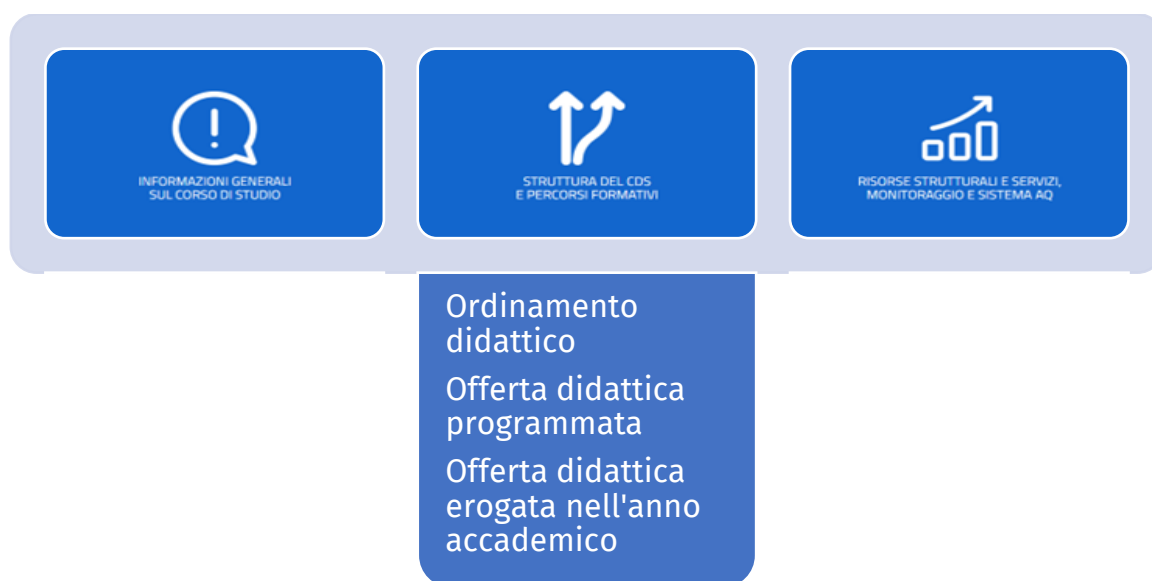 INFORMAZIONI GENERALI
SUL CORSO DI STUDIO
STRUTTURA DEL CDS
E PERCORSI FORMATIVI
RISORSE STRUTTURALI E SERVIZI,
MONITORAGGIO E SISTEMA AQ
Ordinamento
didattico
Offerta didattica
programmata
Offerta didattica
erogata nell'anno
accademico